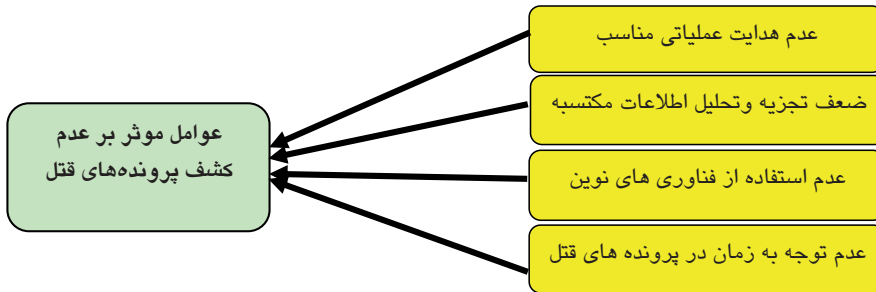 عدم هدایت عملیاتی مناسب
ضعف تجزیه وتحلیل اطلاعات مکتسبه
عدم استفاده از فناوری های نوین
عدم توجه به زمان در پرونده های قتل
عوامل موثر بر عدم
کشف پرونده‌های قتل